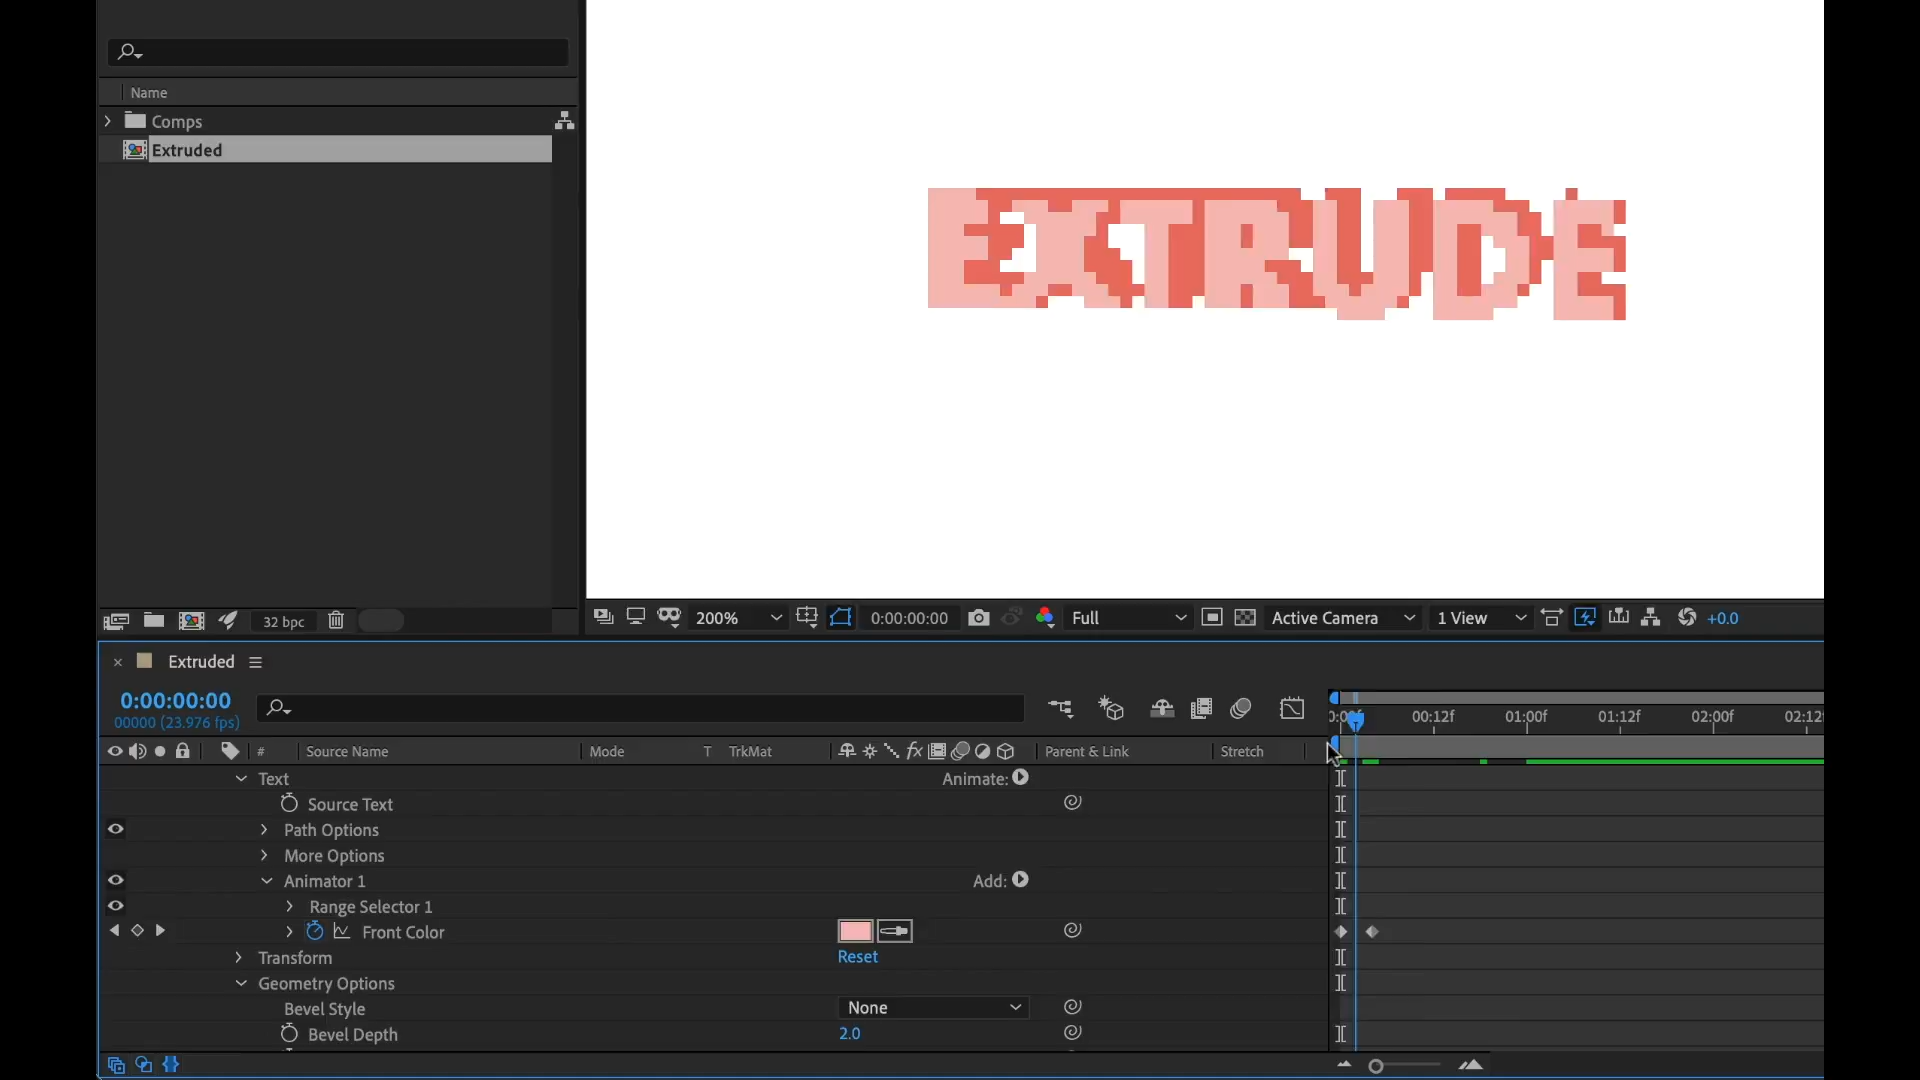 Name
Comps
Extruded
EXTRUDE
32 bpc
200%
0:00:00:00
Full
Active Camera
1 View
+0.0
Extruded
0:00:00:00
00000 (23.976 fps)
00:12f
01:00f
01:12f
02:00f
02:12f
#
Source Name
Mode
T
TrkMat
fx
Parent & Link
Stretch
Text
Animate:
Source Text
Path Options
More Options
Animator 1
Add:
Range Selector 1
Front Color
Transform
Reset
Geometry Options
Bevel Style
None
Bevel Depth
2.0